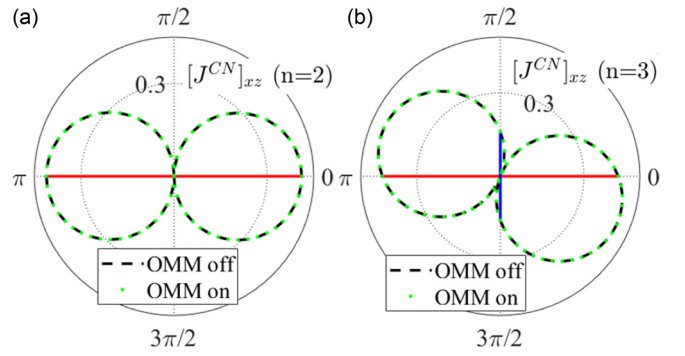 (a)
π/2
[J^{CN}]_{xz} (n=2)
0.3
π
0
OMM off
OMM on
3π/2
(b)
π/2
[J^{CN}]_{xz} (n=3)
0.3
π
0
OMM off
OMM on
3π/2